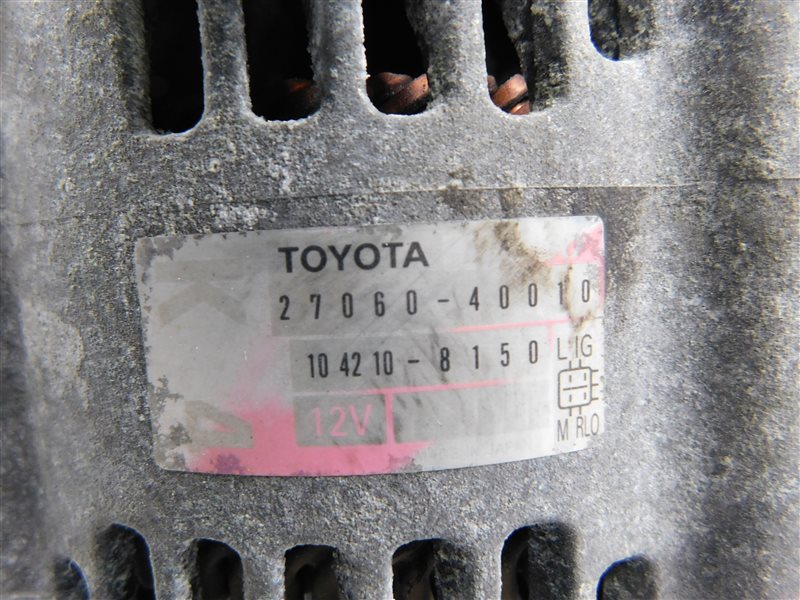 TOYOTA
27060-40010
104210-8150
L IG
12V
M RLO